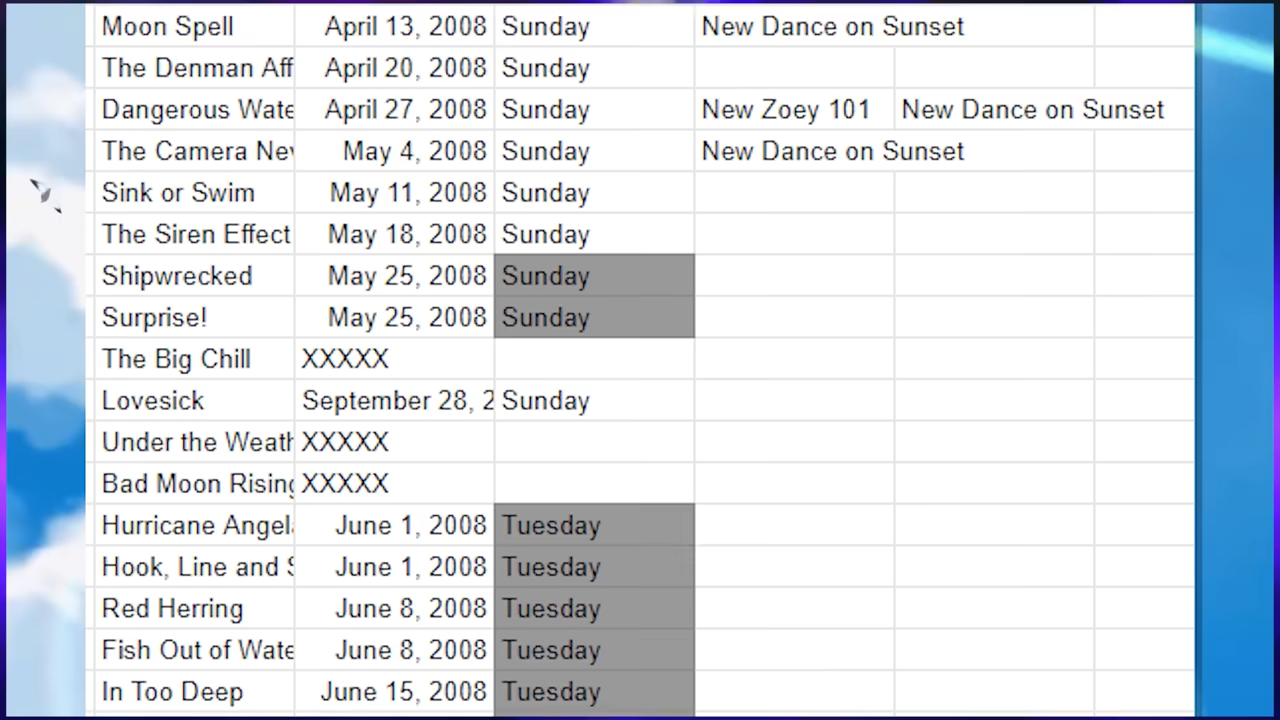 Moon Spell April 13, 2008 Sunday New Dance on Sunset
The Denman Aff April 20, 2008 Sunday
Dangerous Wate April 27, 2008 Sunday New Zoey 101 New Dance on Sunset
The Camera Nev May 4, 2008 Sunday New Dance on Sunset
Sink or Swim May 11, 2008 Sunday
The Siren Effect May 18, 2008 Sunday
Shipwrecked May 25, 2008 Sunday
Surprise! May 25, 2008 Sunday
The Big Chill XXXXX
Lovesick September 28, 2 Sunday
Under the Weath XXXXX
Bad Moon Rising XXXXX
Hurricane Angela June 1, 2008 Tuesday
Hook, Line and S June 1, 2008 Tuesday
Red Herring June 8, 2008 Tuesday
Fish Out of Wate June 8, 2008 Tuesday
In Too Deep June 15, 2008 Tuesday